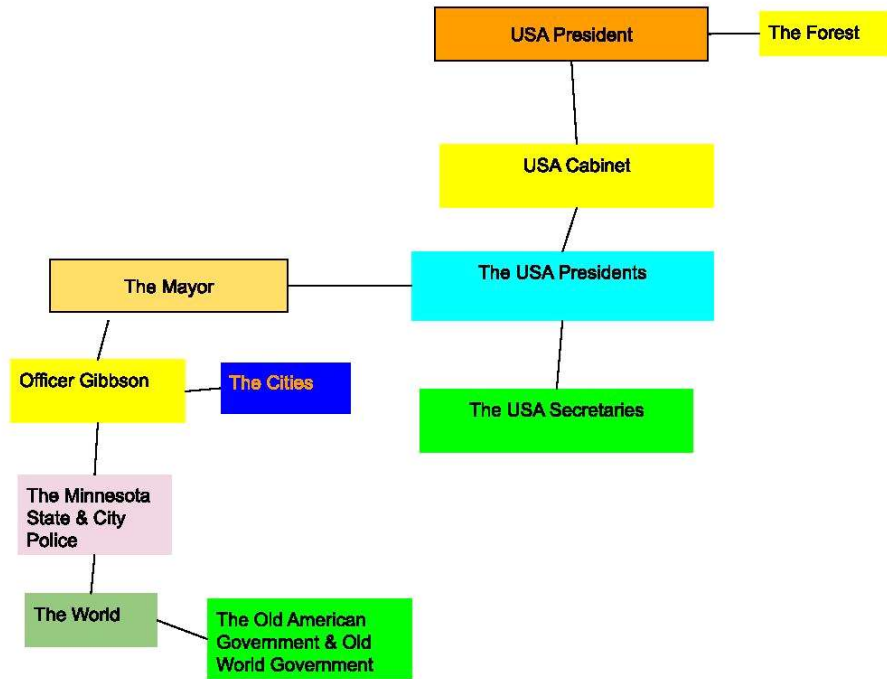 USA President
The Forest
USA Cabinet
The USA Presidents
The Mayor
Officer Gibbson
The Cities
The USA Secretaries
The Minnesota
State & City
Police
The World
The Old American
Government & Old
World Government